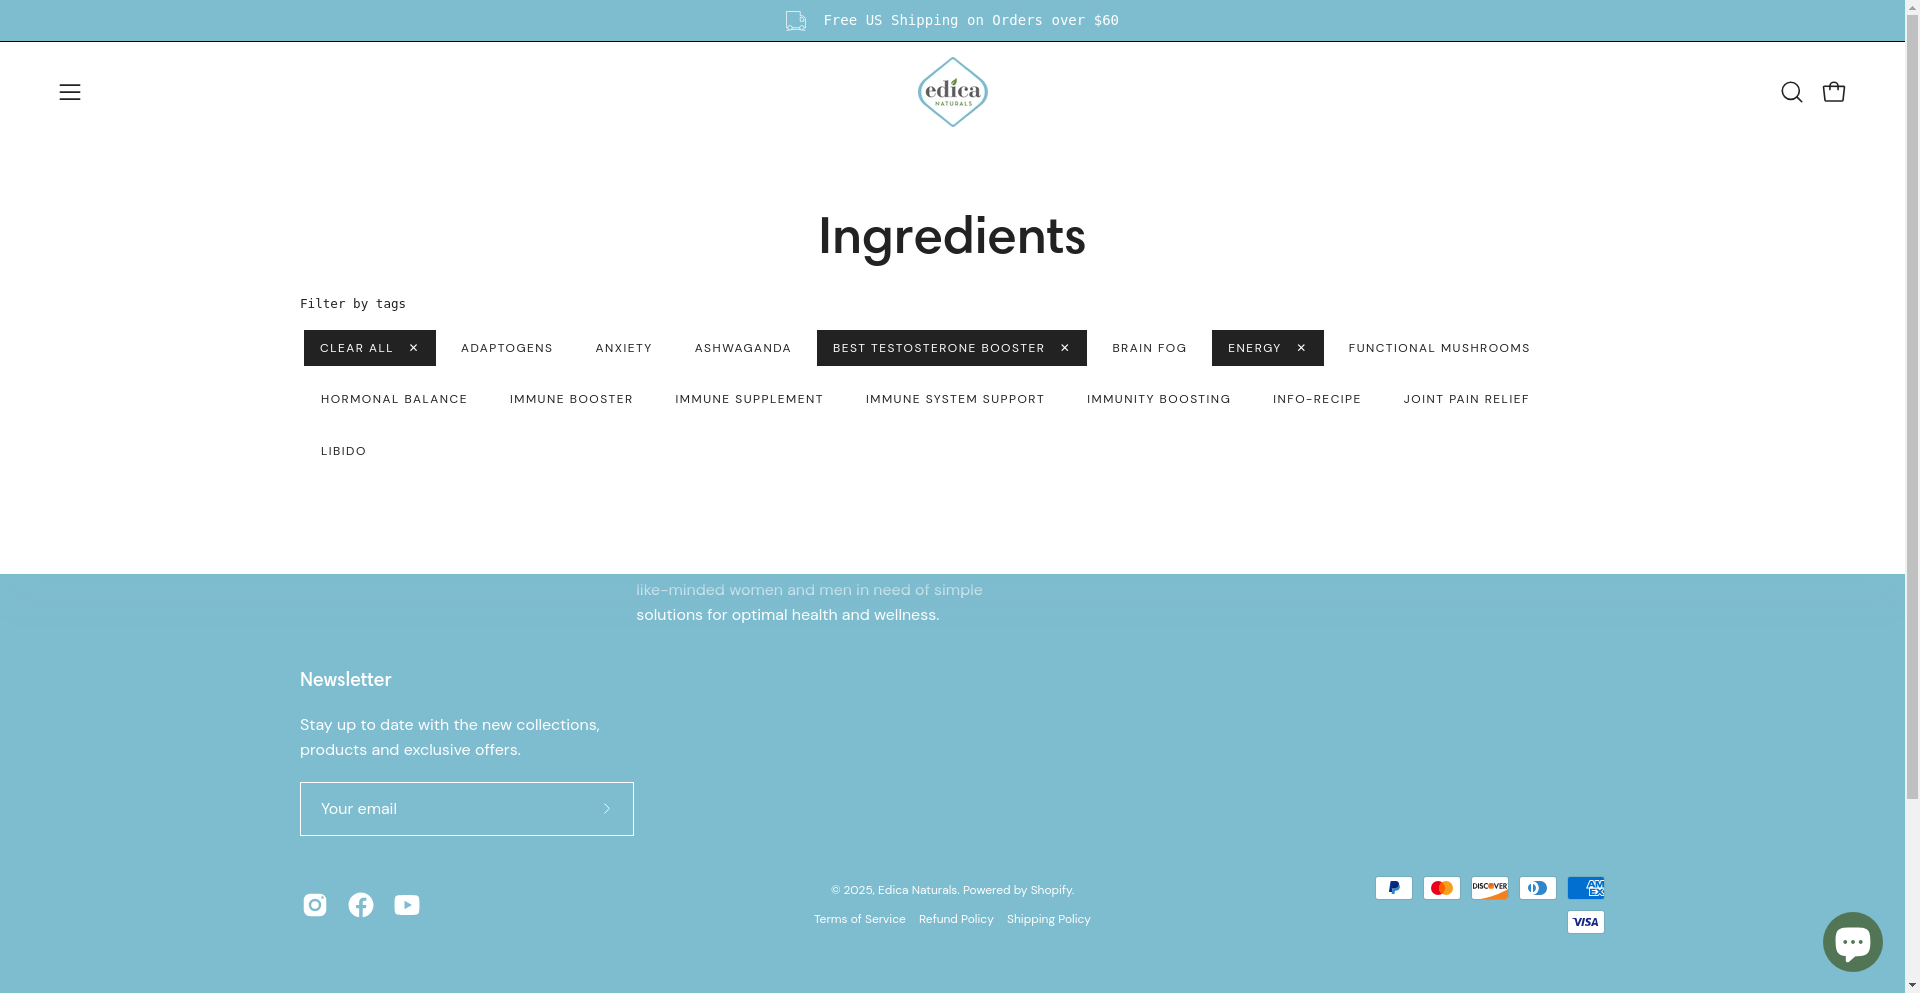 Free US Shipping on Orders over $60
edica
NATURALS
Ingredients
Filter by tags
CLEAR ALL ✕ ADAPTOGENS ANXIETY ASHWAGANDA BEST TESTOSTERONE BOOSTER ✕ BRAIN FOG ENERGY ✕ FUNCTIONAL MUSHROOMS
HORMONAL BALANCE IMMUNE BOOSTER IMMUNE SUPPLEMENT IMMUNE SYSTEM SUPPORT IMMUNITY BOOSTING INFO-RECIPE JOINT PAIN RELIEF
LIBIDO
like-minded women and men in need of simple
solutions for optimal health and wellness.
Newsletter
Stay up to date with the new collections,
products and exclusive offers.
Your email
© 2025, Edica Naturals. Powered by Shopify.
Terms of Service Refund Policy Shipping Policy
DISCOVER
AM
EX
VISA